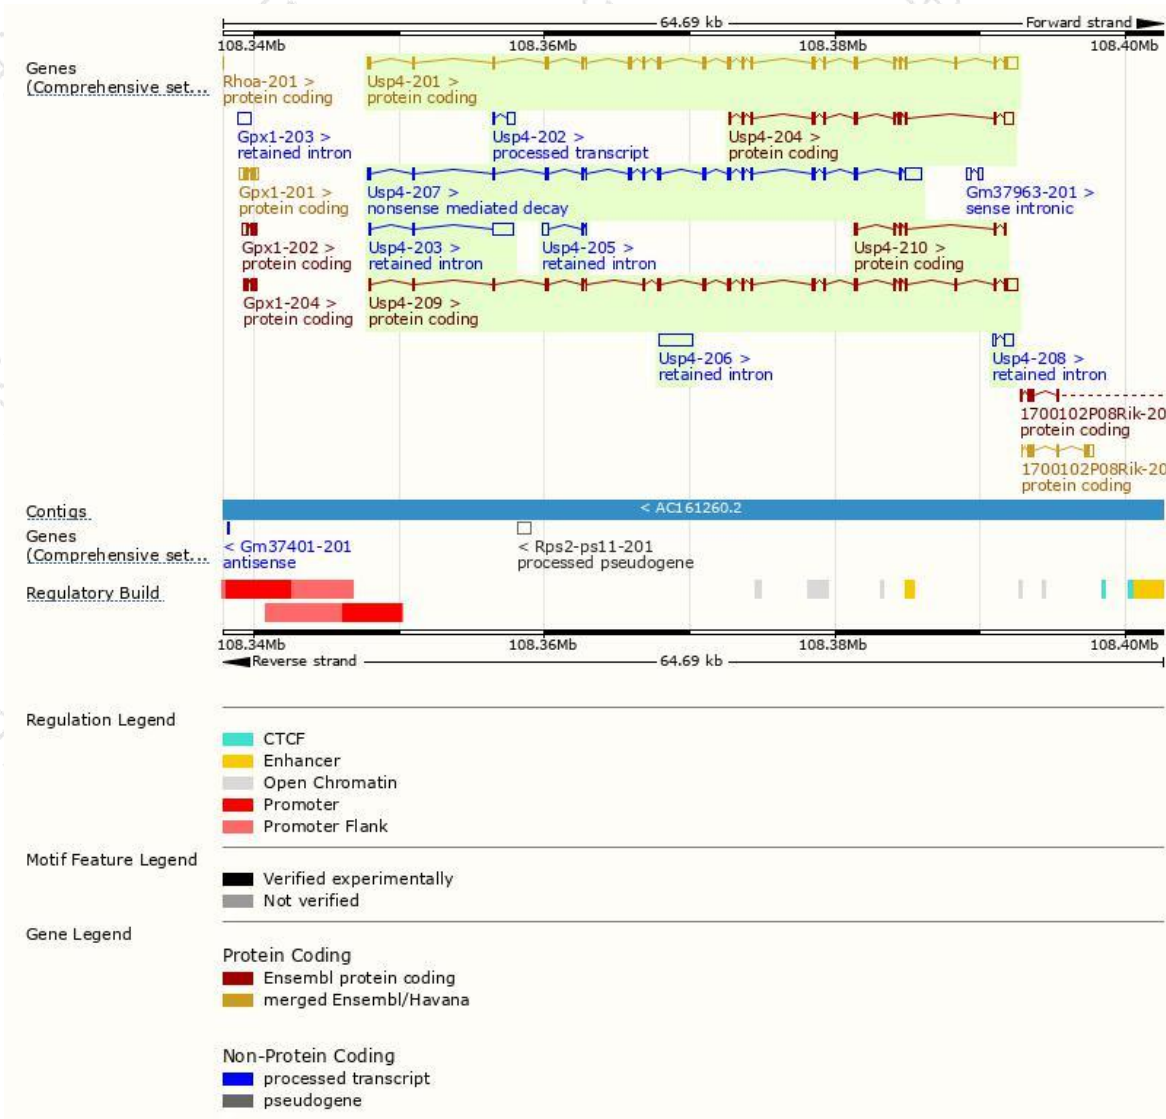 64.69 kb Forward strand
108.34Mb 108.36Mb 108.38Mb 108.40Mb
Genes
(Comprehensive set...
Rhoa-201 > Usp4-201 >
protein coding protein coding
Gpx1-203 > Usp4-202 > Usp4-204 >
retained intron processed transcript protein coding
Gpx1-201 > Usp4-207 > Gm37963-201 >
protein coding nonsense mediated decay sense intronic
Gpx1-202 > Usp4-203 > Usp4-205 > Usp4-210 >
protein coding retained intron retained intron protein coding
Gpx1-204 > Usp4-209 >
protein coding protein coding
Usp4-206 > Usp4-208 >
retained intron retained intron
1700102P08Rik-20
protein coding
1700102P08Rik-20
protein coding
Contigs < AC161260.2
Genes
(Comprehensive set...
< Gm37401-201 < Rps2-ps11-201
antisense processed pseudogene
Regulatory Build
108.34Mb 108.36Mb 108.38Mb 108.40Mb
Reverse strand 64.69 kb
Regulation Legend
CTCF
Enhancer
Open Chromatin
Promoter
Promoter Flank
Motif Feature Legend
Verified experimentally
Not verified
Gene Legend
Protein Coding
Ensembl protein coding
merged Ensembl/Havana
Non-Protein Coding
processed transcript
pseudogene